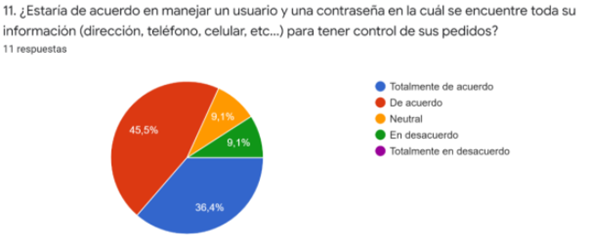 11. ¿Estaría de acuerdo en manejar un usuario y una contraseña en la cuál se encuentre toda su
información (dirección, teléfono, celular, etc...) para tener control de sus pedidos?
11 respuestas
Totalmente de acuerdo
De acuerdo
Neutral
En desacuerdo
Totalmente en desacuerdo
9,1%
45,5%
9,1%
36,4%